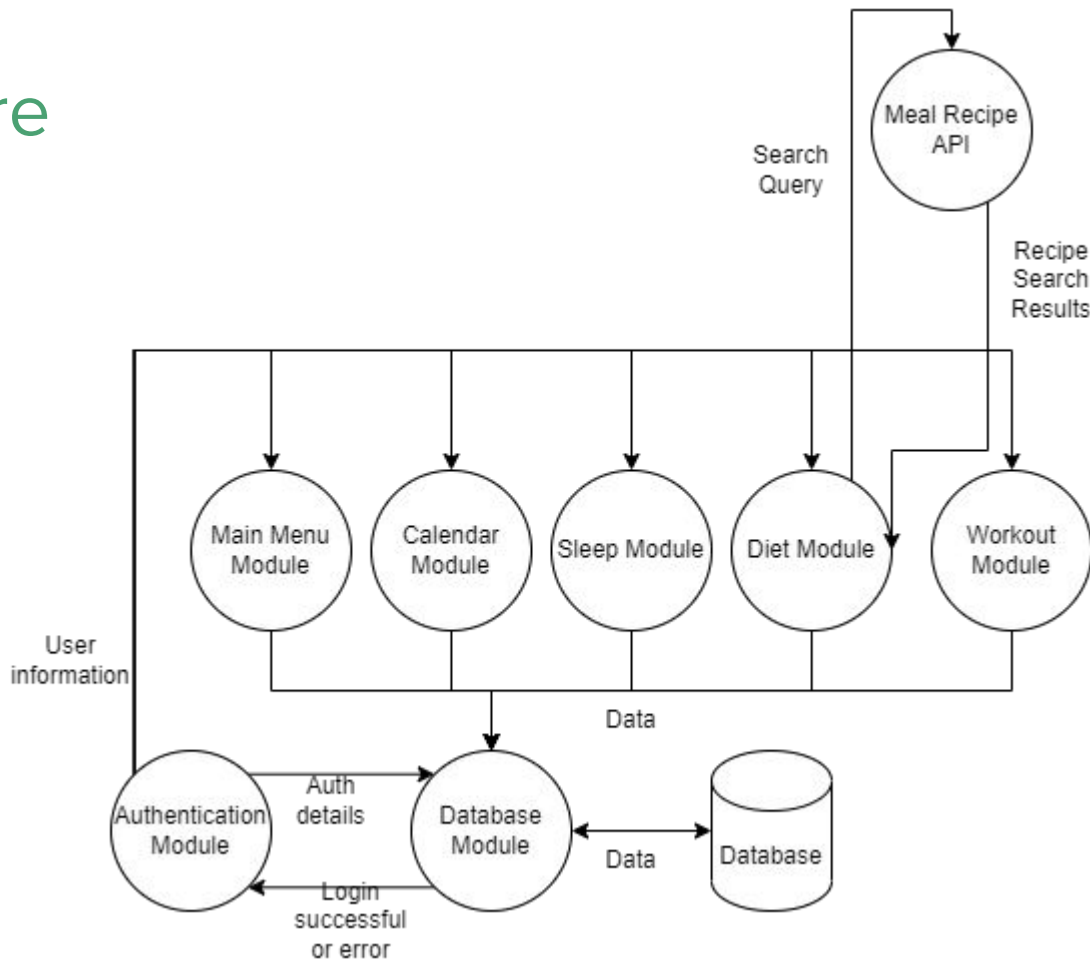 re
Meal Recipe
API
Search
Query
Recipe
Search
Results
Main Menu
Module
Calendar
Module
Sleep Module
Diet Module
Workout
Module
User
information
Data
Authentication
Module
Auth
details
Database
Module
Data
Database
Login
successful
or error